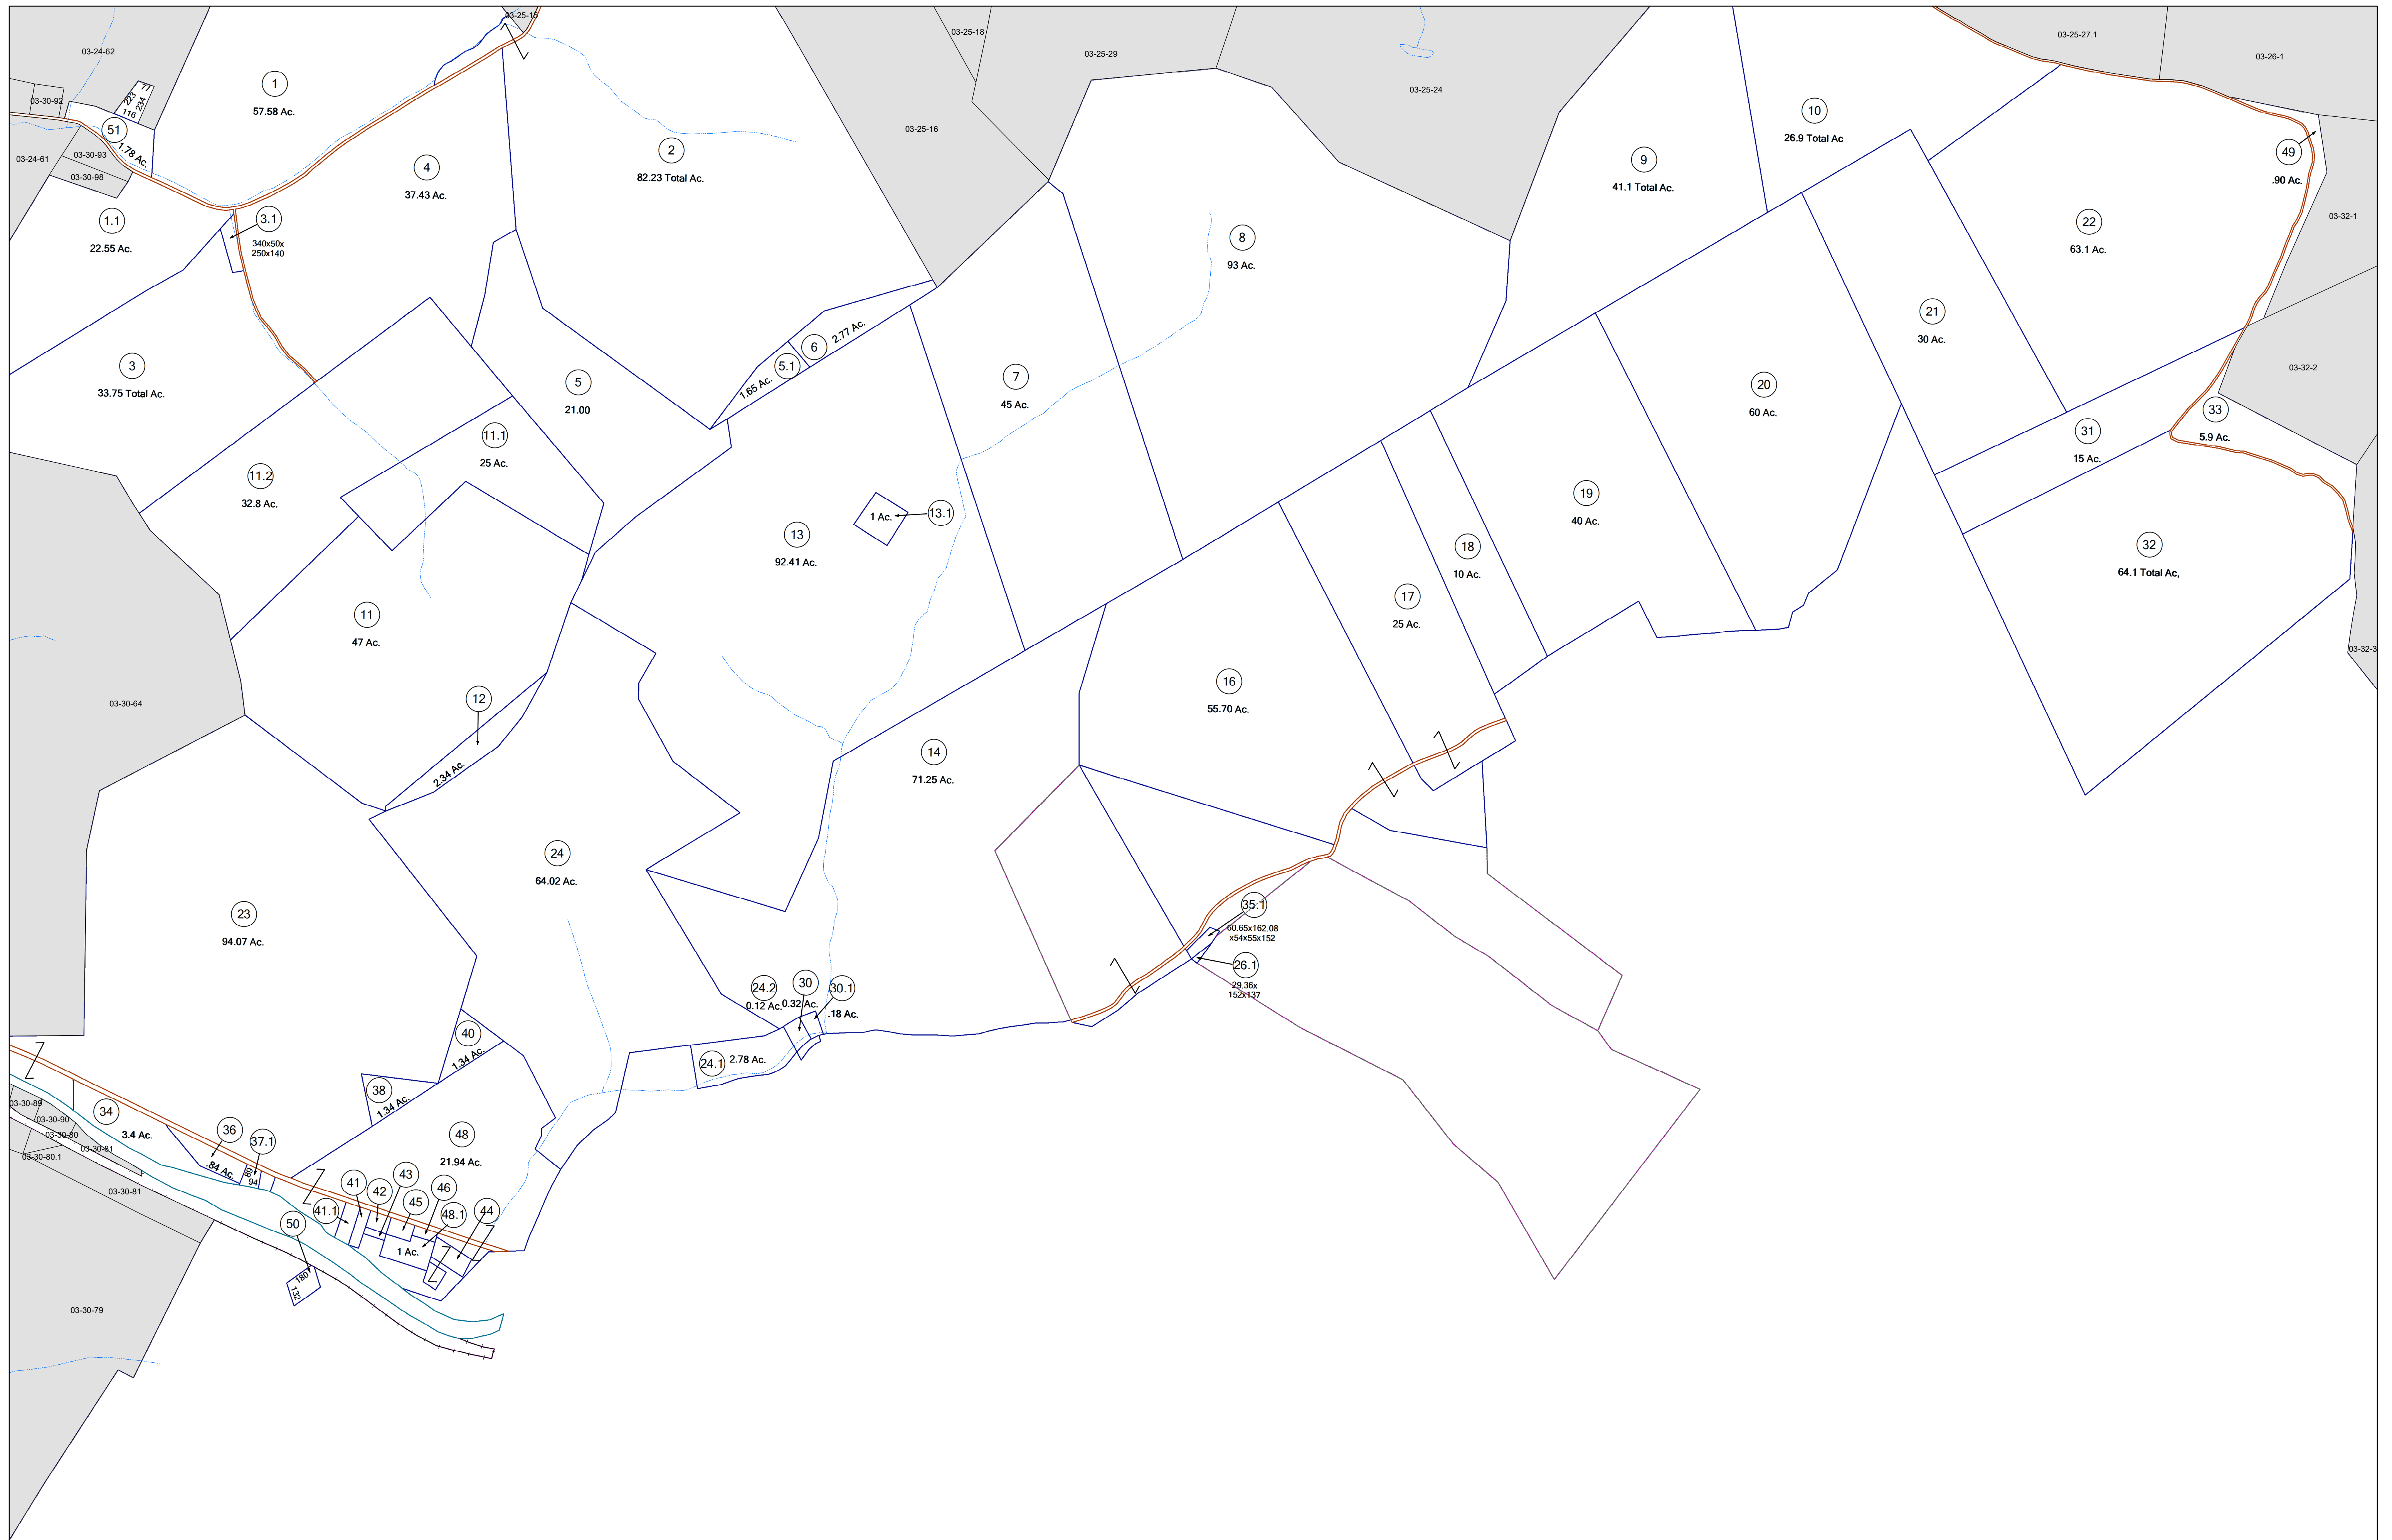 03-25-15
03-24-62
03-25-18
03-25-29
03-25-27.1
03-26-1
1
57.58 Ac.
77
223
234
116
03-30-92
03-25-24
10
26.9 Total Ac
51
1.78 Ac.
03-25-16
2
82.23 Total Ac.
4
37.43 Ac.
9
41.1 Total Ac.
49
.90 Ac.
03-24-61
03-30-93
03-30-98
1.1
22.55 Ac.
3.1
340x50x
250x140
8
93 Ac.
22
63.1 Ac.
03-32-1
21
30 Ac.
6
2.77 Ac.
5.1
1.65 Ac.
3
33.75 Total Ac.
5
21.00
7
45 Ac.
20
60 Ac.
03-32-2
33
5.9 Ac.
31
15 Ac.
11.1
25 Ac.
11.2
32.8 Ac.
19
40 Ac.
13.1
1 Ac.
13
92.41 Ac.
18
10 Ac.
32
64.1 Total Ac,
17
25 Ac.
11
47 Ac.
03-32-3
16
55.70 Ac.
03-30-64
12
2.34 Ac.
14
71.25 Ac.
24
64.02 Ac.
23
94.07 Ac.
35.1
60.65x162.08
x54x55x152
26.1
29.36x
152x137
24.2
0.12 Ac.
30
0.32 Ac.
30.1
.18 Ac.
40
1.34 Ac.
24.1
2.78 Ac.
38
1.34 Ac.
03-30-89
03-30-90
03-30-80
03-30-81
03-30-80.1
34
3.4 Ac.
36
.84 Ac.
37.1
89
94
48
21.94 Ac.
03-30-81
41
42
43
46
45
41.1
48.1
44
1 Ac.
50
180
132
03-30-79